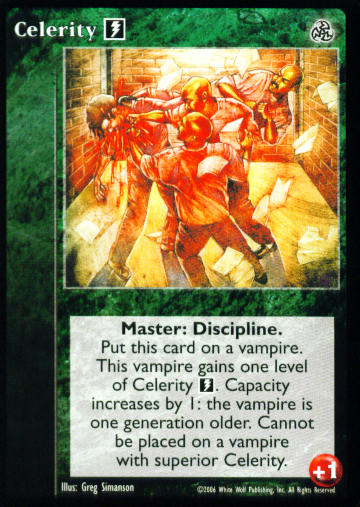 Celerity
Master: Discipline.
Put this card on a vampire.
This vampire gains one level
of Celerity . Capacity
increases by 1: the vampire is
one generation older. Cannot
be placed on a vampire
with superior Celerity.
+1
Illus: Greg Simanson
©2006 White Wolf Publishing, Inc. All Rights Reserved